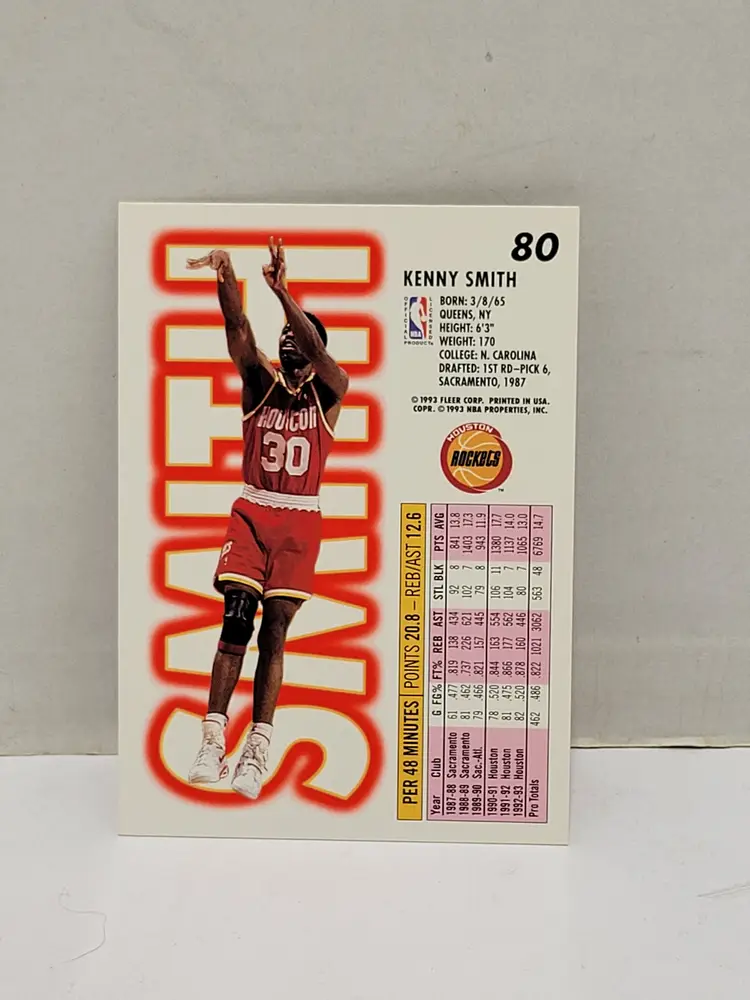 80
KENNY SMITH
BORN: 3/8/65
QUEENS, NY
HEIGHT: 6'3"
WEIGHT: 170
COLLEGE: N. CAROLINA
DRAFTED: 1ST RD–PICK 6,
SACRAMENTO, 1987
OFFICIAL
NBA
LICENSED
PRODUCT
© 1993 FLEER CORP. PRINTED IN USA.
COPR. © 1993 NBA PROPERTIES, INC.
HOUSTON
ROCKETS
TM
SMITH
30
PER 48 MINUTES | POINTS 20.8 – REB/AST 12.6
Year Club G FG% FT% REB AST STL BLK PTS AVG
1987-88 Sacramento 61 .477 .819 138 434 92 8 841 13.8
1988-89 Sacramento 81 .462 .737 226 621 102 7 1403 17.3
1989-90 Sac.-Atl. 79 .466 .821 157 445 79 8 943 11.9
1990-91 Houston 78 .520 .844 163 554 106 11 1380 17.7
1991-92 Houston 81 .475 .866 177 562 104 7 1137 14.0
1992-93 Houston 82 .520 .878 160 446 80 7 1065 13.0
Pro Totals 462 .486 .822 1021 3062 563 48 6769 14.7